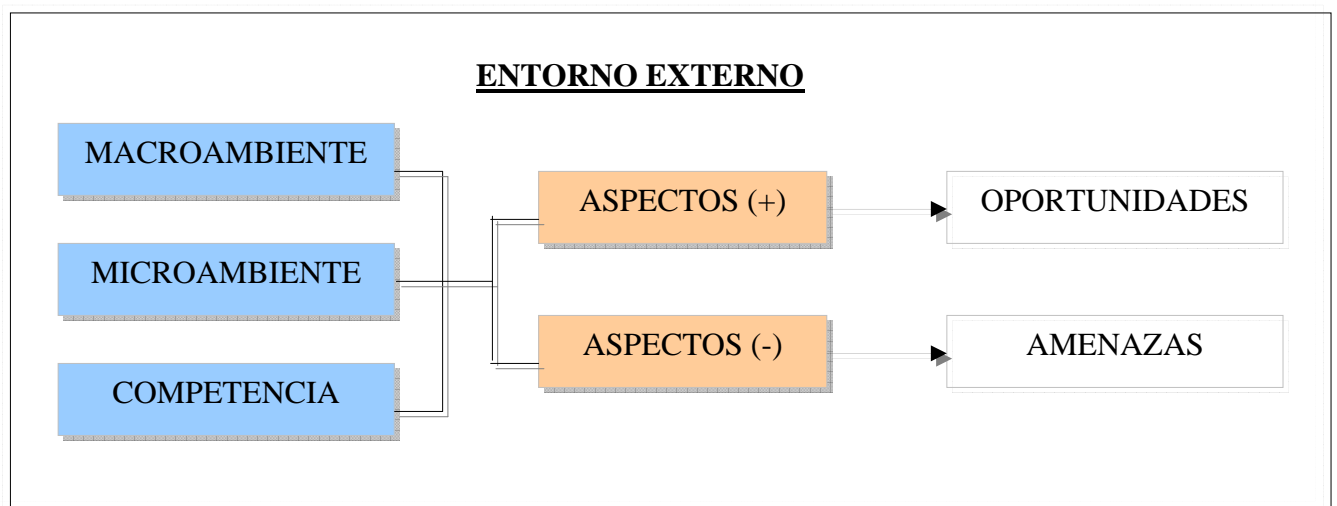 ENTORNO EXTERNO
MACROAMBIENTE
MICROAMBIENTE
COMPETENCIA
ASPECTOS (+)
ASPECTOS (-)
OPORTUNIDADES
AMENAZAS